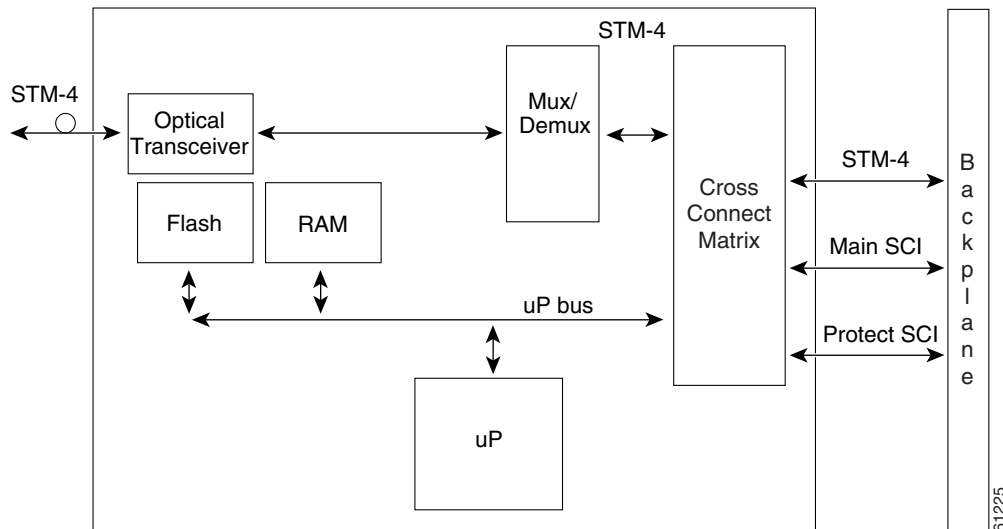 STM-4
STM-4
Optical
Transceiver
Mux/
Demux
Flash
RAM
Cross
Connect
Matrix
STM-4
Main SCI
Protect SCI
uP bus
uP
Backplane
61225